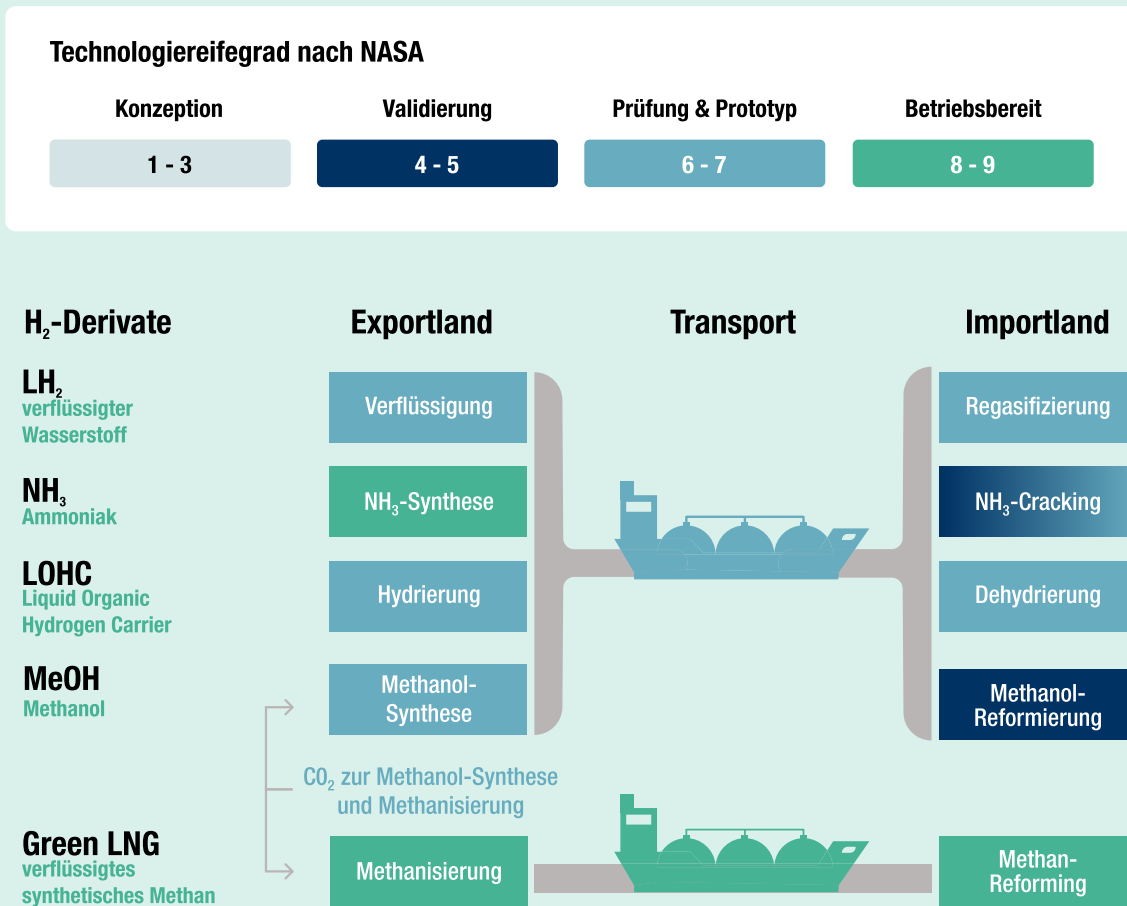 Technologiereifegrad nach NASA
Konzeption
Validierung
Prüfung & Prototyp
Betriebsbereit
1 - 3
4 - 5
6 - 7
8 - 9
H₂-Derivate
Exportland
Transport
Importland
LH₂
verflüssigter
Wasserstoff
Verflüssigung
Regasifizierung
NH₃
Ammoniak
NH₃-Synthese
NH₃-Cracking
LOHC
Liquid Organic
Hydrogen Carrier
Hydrierung
Dehydrierung
MeOH
Methanol
Methanol-
Synthese
Methanol-
Reformierung
CO₂ zur Methanol-Synthese
und Methanisierung
Green LNG
verflüssigtes
synthetisches Methan
Methanisierung
Methan-
Reforming